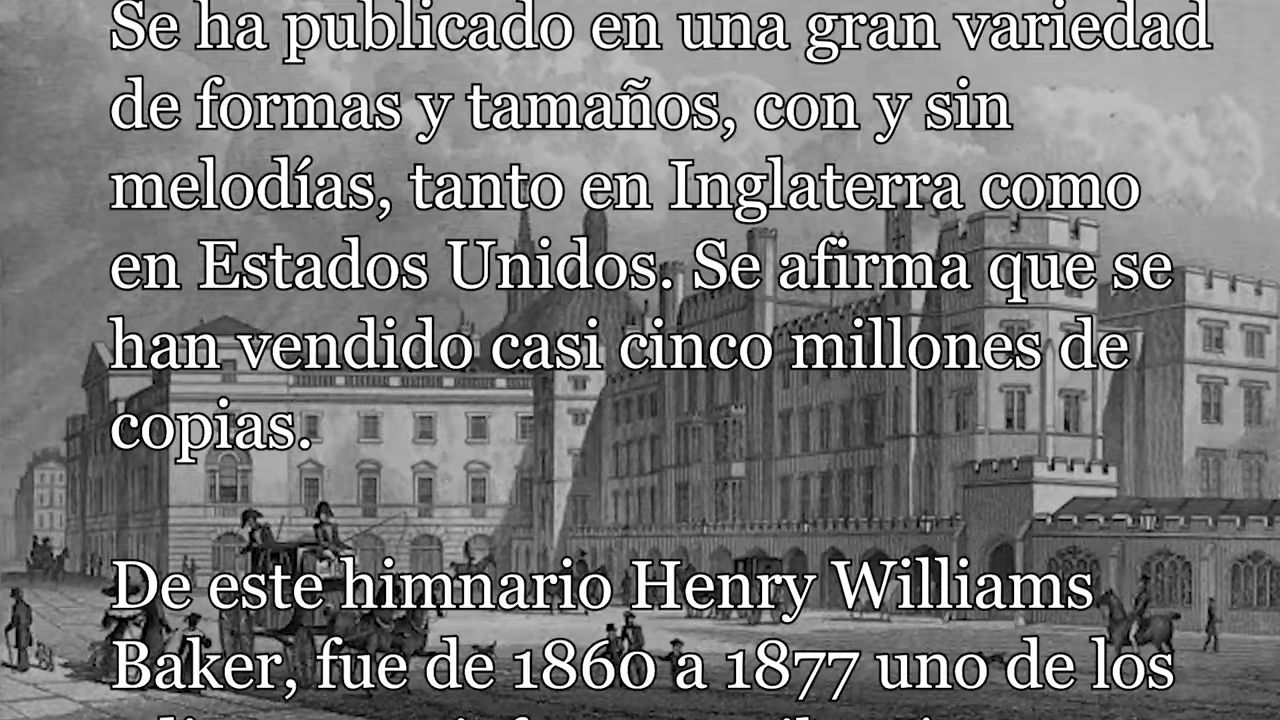 Se ha publicado en una gran variedad
de formas y tamaños, con y sin
melodías, tanto en Inglaterra como
en Estados Unidos. Se afirma que se
han vendido casi cinco millones de
copias.
De este himnario Henry Williams
Baker, fue de 1860 a 1877 uno de los